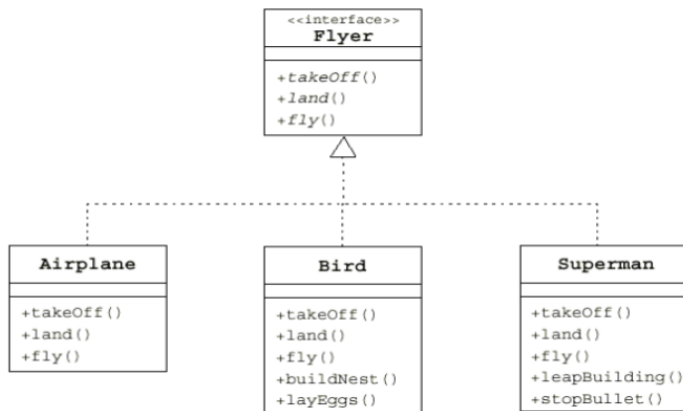 <<interface>>
Flyer
+takeOff()
+land()
+fly()
Airplane
+takeOff()
+land()
+fly()
Bird
+takeOff()
+land()
+fly()
+buildNest()
+layEggs()
Superman
+takeOff()
+land()
+fly()
+leapBuilding()
+stopBullet()